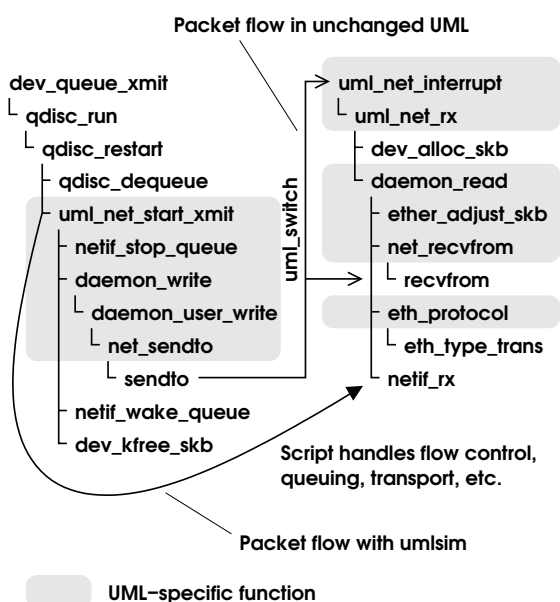 Packet flow in unchanged UML
dev_queue_xmit
qdisc_run
qdisc_restart
qdisc_dequeue
uml_net_start_xmit
netif_stop_queue
daemon_write
daemon_user_write
net_sendto
sendto
netif_wake_queue
dev_kfree_skb
uml_switch
uml_net_interrupt
uml_net_rx
dev_alloc_skb
daemon_read
ether_adjust_skb
net_recvfrom
recvfrom
eth_protocol
eth_type_trans
netif_rx
Script handles flow control,
queuing, transport, etc.
Packet flow with umlsim
UML–specific function